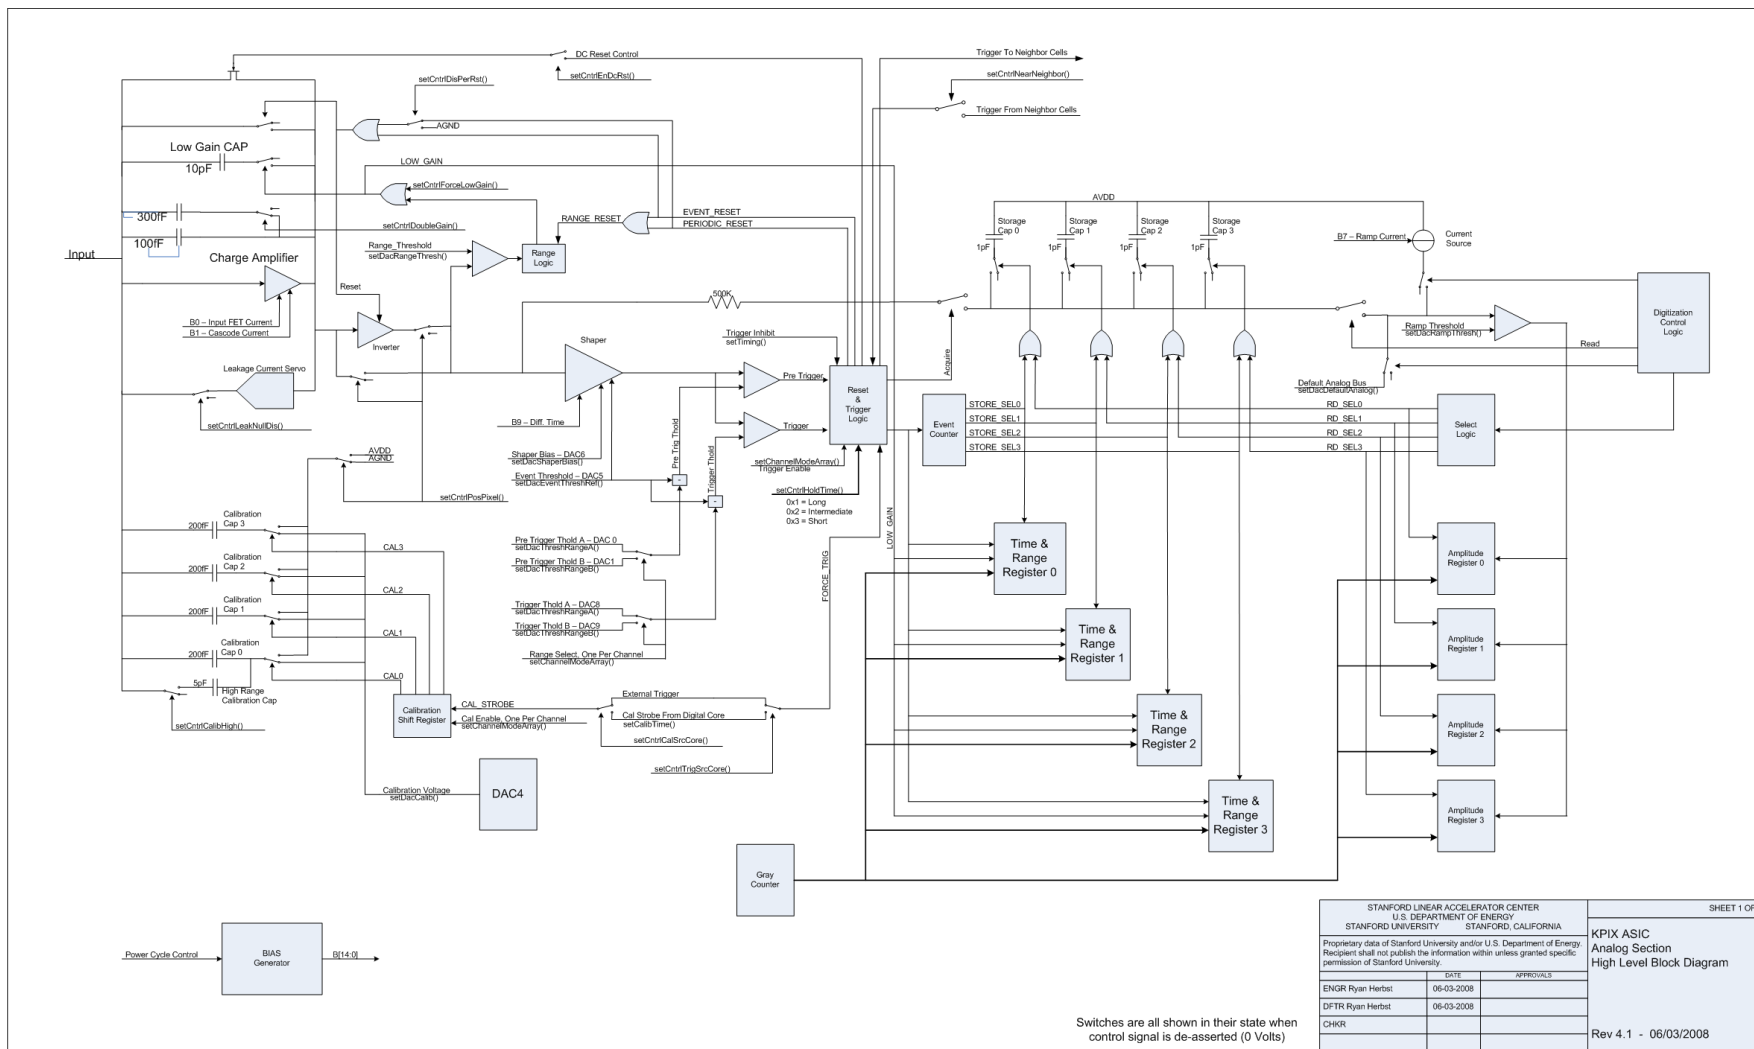 DC Reset Control
setCntrlEnDcRst()
Trigger To Neighbor Cells
setCntrlNearNeighbor()
Trigger From Neighbor Cells
setCntrlDisPerRst()
AGND
Low Gain CAP
10pF
LOW_GAIN
setCntrlForceLowGain()
300fF
setCntrlDoubleGain()
100fF
RANGE_RESET
EVENT_RESET
PERIODIC_RESET
Input
Range_Threshold
setDacRangeThresh()
Range
Logic
Charge Amplifier
Reset
B0 – Input FET Current
B1 – Cascode Current
Inverter
500K
AVDD
Storage
Cap 0
1pF
Storage
Cap 1
1pF
Storage
Cap 2
1pF
Storage
Cap 3
1pF
B7 – Ramp Current
Current
Source
Digitization
Control
Logic
Ramp Threshold
setDacRampThresh()
Read
Default Analog Bus
setDacDefaultAnalog()
Leakage Current Servo
setCntrlLeakNullDis()
Shaper
B9 – Diff. Time
Trigger Inhibit
setTiming()
Pre Trigger
Trigger
Reset
&
Trigger
Logic
Acquire
Shaper Bias – DAC6
setDacShaperBias()
Event Threshold – DAC5
setDacEventThreshRef()
Pre Trig Thold
Trigger Thold
-
-
setChannelModeArray()
Trigger Enable
setCntrlHoldTime()
0x1 = Long
0x2 = Intermediate
0x3 = Short
Event
Counter
STORE_SEL0
STORE_SEL1
STORE_SEL2
STORE_SEL3
RD_SEL0
RD_SEL1
RD_SEL2
RD_SEL3
Select
Logic
AVDD
AGND
setCntrlPosPixel()
Calibration
Cap 3
200fF
CAL3
Calibration
Cap 2
200fF
CAL2
Calibration
Cap 1
200fF
CAL1
Calibration
Cap 0
200fF
CAL0
5pF
High Range
Calibration Cap
setCntrlCalibHigh()
Pre Trigger Thold A – DAC 0
setDacThreshRangeA()
Pre Trigger Thold B – DAC1
setDacThreshRangeB()
Trigger Thold A – DAC8
setDacThreshRangeA()
Trigger Thold B – DAC9
setDacThreshRangeB()
Range Select, One Per Channel
setChannelModeArray()
FORCE_TRIG
LOW_GAIN
Calibration
Shift Register
CAL_STROBE
Cal Enable, One Per Channel
setChannelModeArray()
External Trigger
Cal Strobe From Digital Core
setCalibTime()
setCntrlCalSrcCore()
setCntrlTrigSrcCore()
Calibration Voltage
setDacCalib()
DAC4
Time &
Range
Register 0
Time &
Range
Register 1
Time &
Range
Register 2
Time &
Range
Register 3
Amplitude
Register 0
Amplitude
Register 1
Amplitude
Register 2
Amplitude
Register 3
Gray
Counter
Power Cycle Control
BIAS
Generator
B[14:0]
Switches are all shown in their state when
control signal is de-asserted (0 Volts)
STANFORD LINEAR ACCELERATOR CENTER
U.S. DEPARTMENT OF ENERGY
STANFORD UNIVERSITY STANFORD, CALIFORNIA
Proprietary data of Stanford University and/or U.S. Department of Energy.
Recipient shall not publish the information within unless granted specific
permission of Stanford University.
DATE APPROVALS
ENGR Ryan Herbst 06-03-2008
DFTR Ryan Herbst 06-03-2008
CHKR
SHEET 1 OF
KPIX ASIC
Analog Section
High Level Block Diagram
Rev 4.1 - 06/03/2008